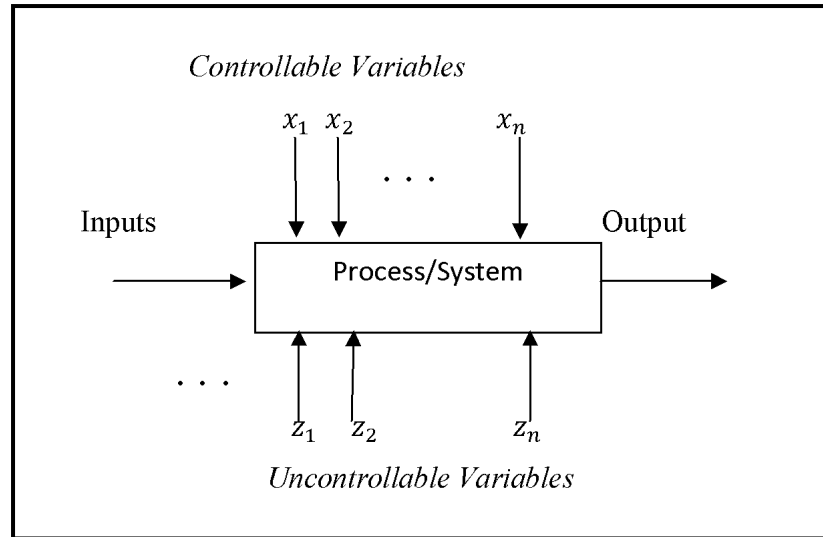 Controllable Variables
x₁ x₂ xₙ
. . .
Inputs Output
Process/System
. . .
z₁ z₂ zₙ
Uncontrollable Variables